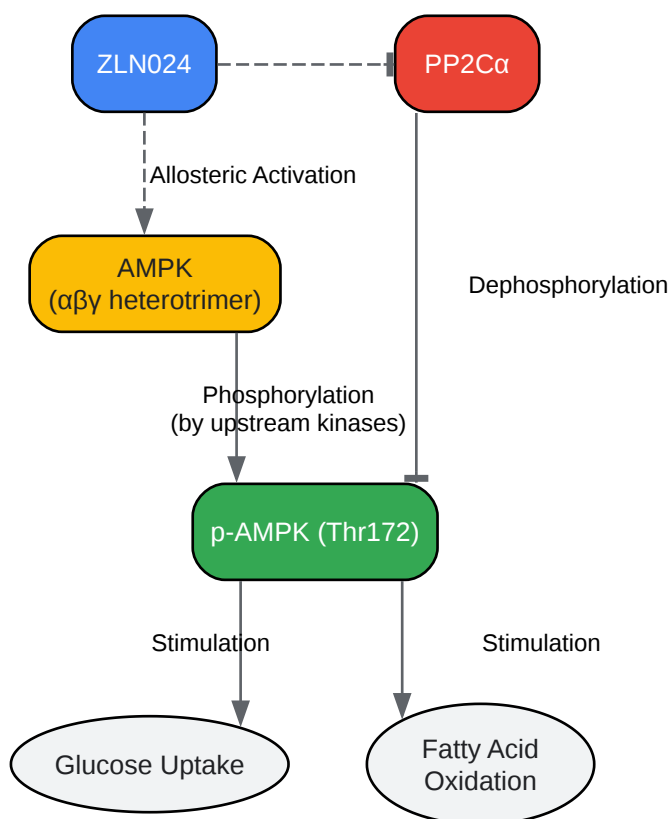 ZLN024
PP2Cα
Allosteric Activation
AMPK
(αβγ heterotrimer)
Dephosphorylation
Phosphorylation
(by upstream kinases)
p-AMPK (Thr172)
Stimulation
Stimulation
Glucose Uptake
Fatty Acid
Oxidation